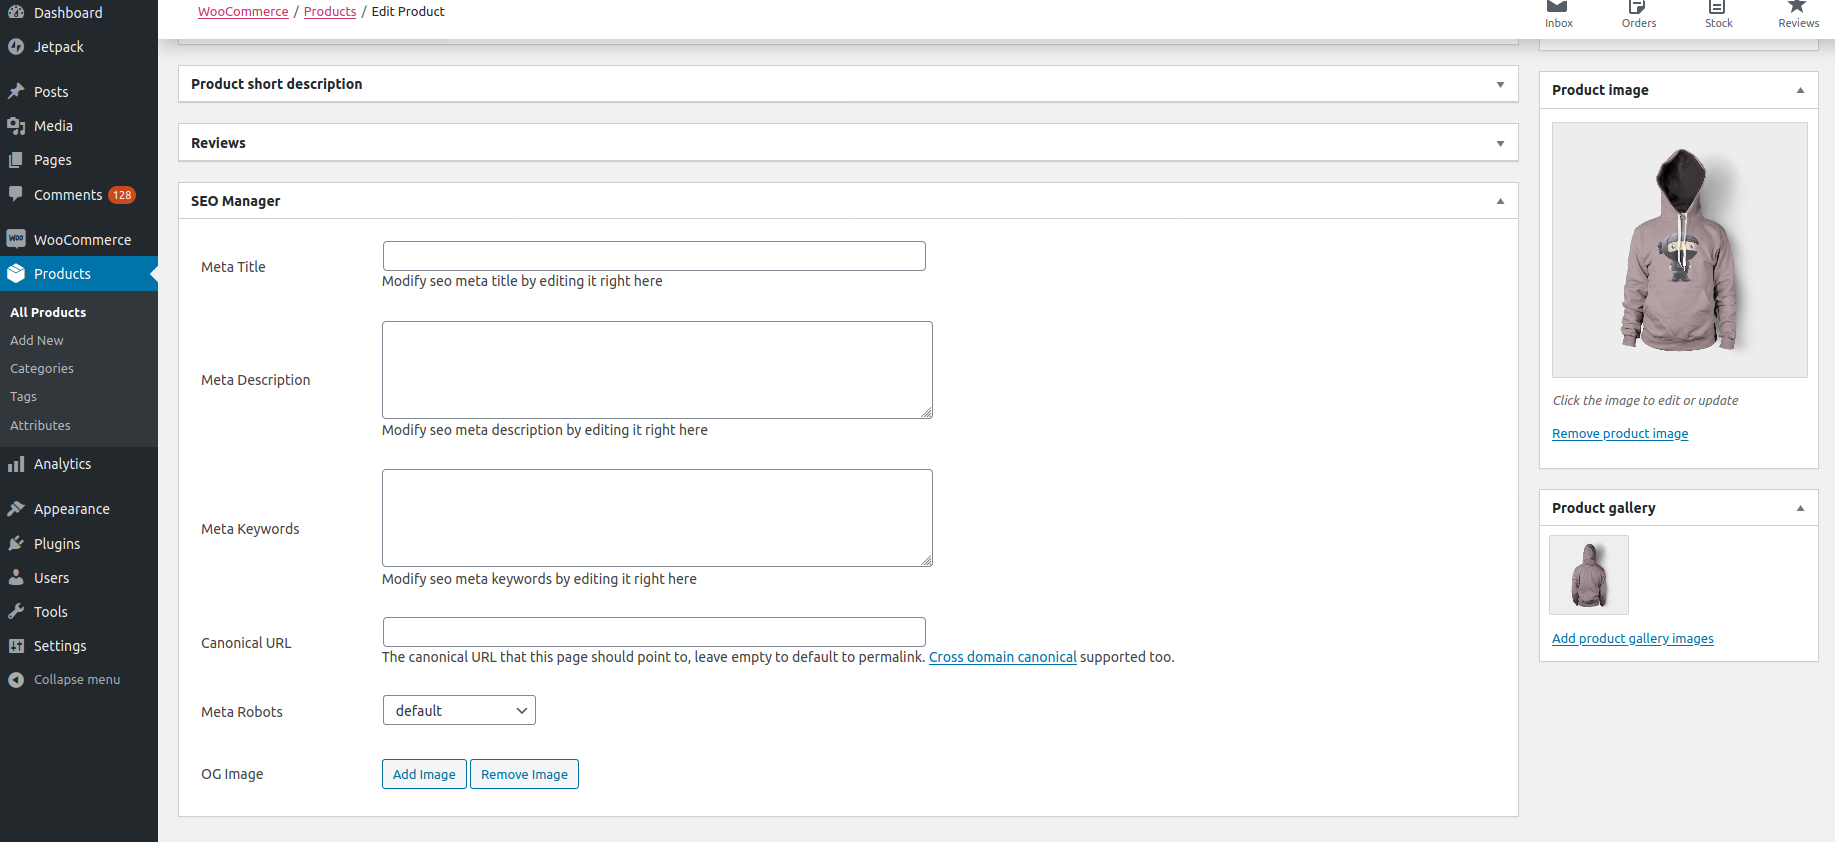 Dashboard
Jetpack
Posts
Media
Pages
Comments 128
Woo WooCommerce
Products
All Products
Add New
Categories
Tags
Attributes
Analytics
Appearance
Plugins
Users
Tools
Settings
Collapse menu
WooCommerce / Products / Edit Product
Inbox Orders Stock Reviews
Product short description
Reviews
SEO Manager
Meta Title
Modify seo meta title by editing it right here
Meta Description
Modify seo meta description by editing it right here
Meta Keywords
Modify seo meta keywords by editing it right here
Canonical URL
The canonical URL that this page should point to, leave empty to default to permalink. Cross domain canonical supported too.
Meta Robots default
OG Image Add Image Remove Image
Product image
Click the image to edit or update
Remove product image
Product gallery
Add product gallery images